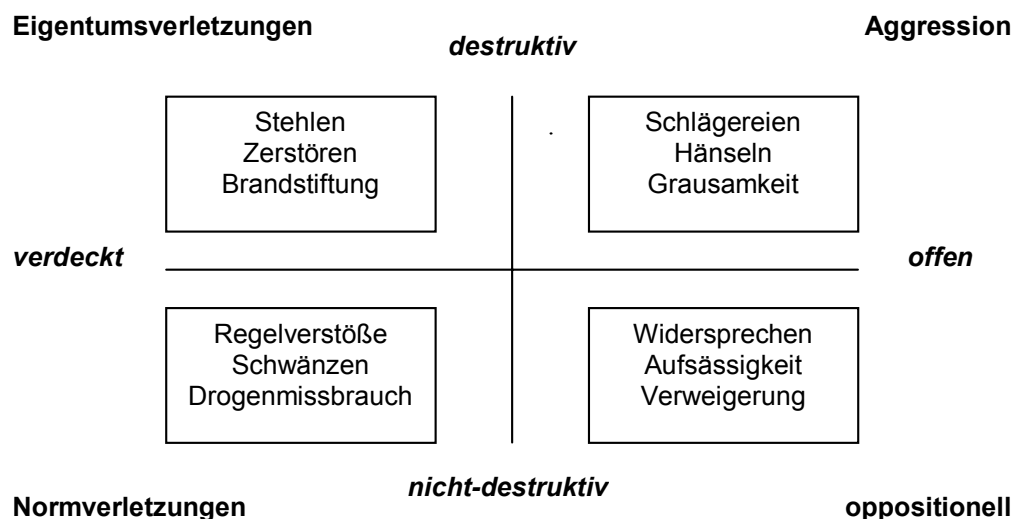 Eigentumsverletzungen
Aggression
destruktiv
Stehlen
Zerstören
Brandstiftung
Schlägereien
Hänseln
Grausamkeit
verdeckt
offen
Regelverstöße
Schwänzen
Drogenmissbrauch
Widersprechen
Aufsässigkeit
Verweigerung
nicht-destruktiv
Normverletzungen
oppositionell